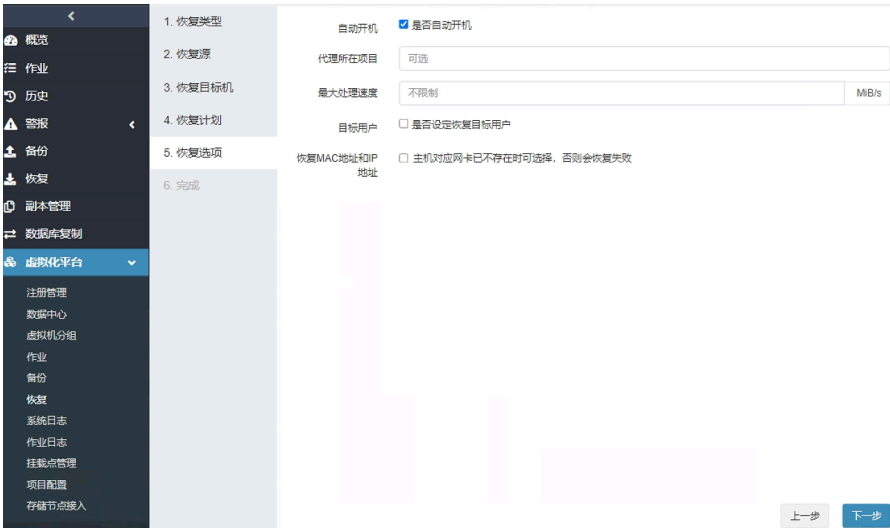 概览
作业
历史
警报
备份
恢复
副本管理
数据库复制
虚拟化平台
注册管理
数据中心
虚拟机分组
作业
备份
恢复
系统日志
作业日志
挂载点管理
项目配置
存储节点接入
1. 恢复类型
2. 恢复源
3. 恢复目标机
4. 恢复计划
5. 恢复选项
6. 完成
自动开机 是否自动开机
代理所在项目 可选
最大处理速度 不限制 MiB/s
目标用户 是否设定恢复目标用户
恢复MAC地址和IP 主机对应网卡已不存在时可选择，否则会恢复失败
地址
上一步 下一步